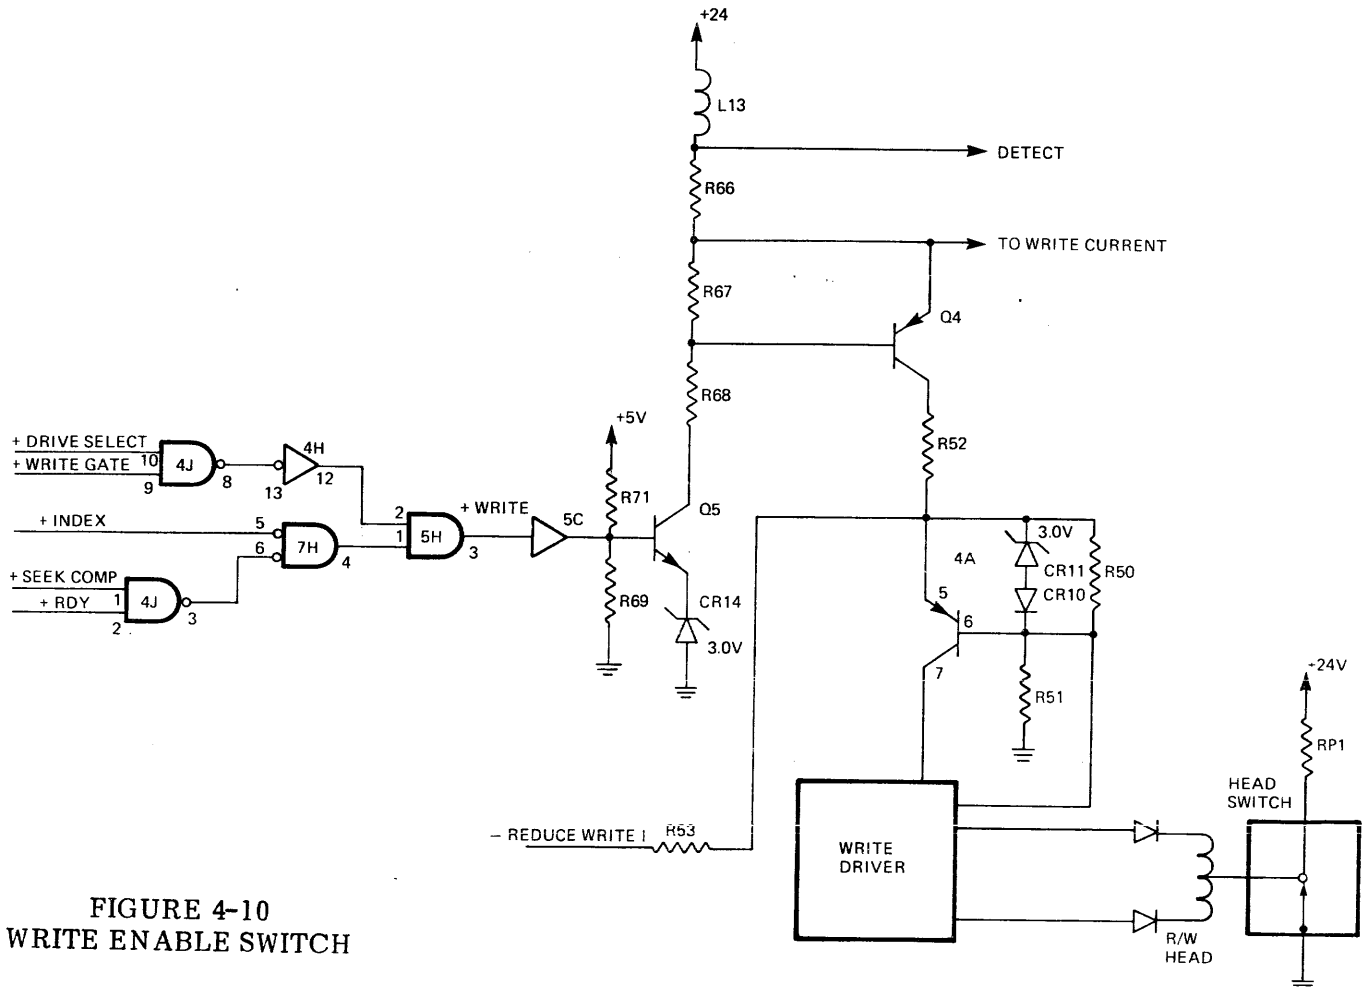 +24
L13
DETECT
R66
TO WRITE CURRENT
R67
Q4
R68
+5V
+ DRIVE SELECT
+ WRITE GATE
10
9
4J
8
13
4H
12
R52
R71
+ WRITE
5C
Q5
+ INDEX
5
6
7H
4
2
1
5H
3
3.0V
4A
CR11
R50
+ SEEK COMP
+ RDY
1
2
4J
3
R69
CR14
3.0V
5
6
7
CR10
R51
+24V
RP1
HEAD
SWITCH
− REDUCE WRITE I
R53
WRITE
DRIVER
R/W
HEAD
FIGURE 4-10
WRITE ENABLE SWITCH